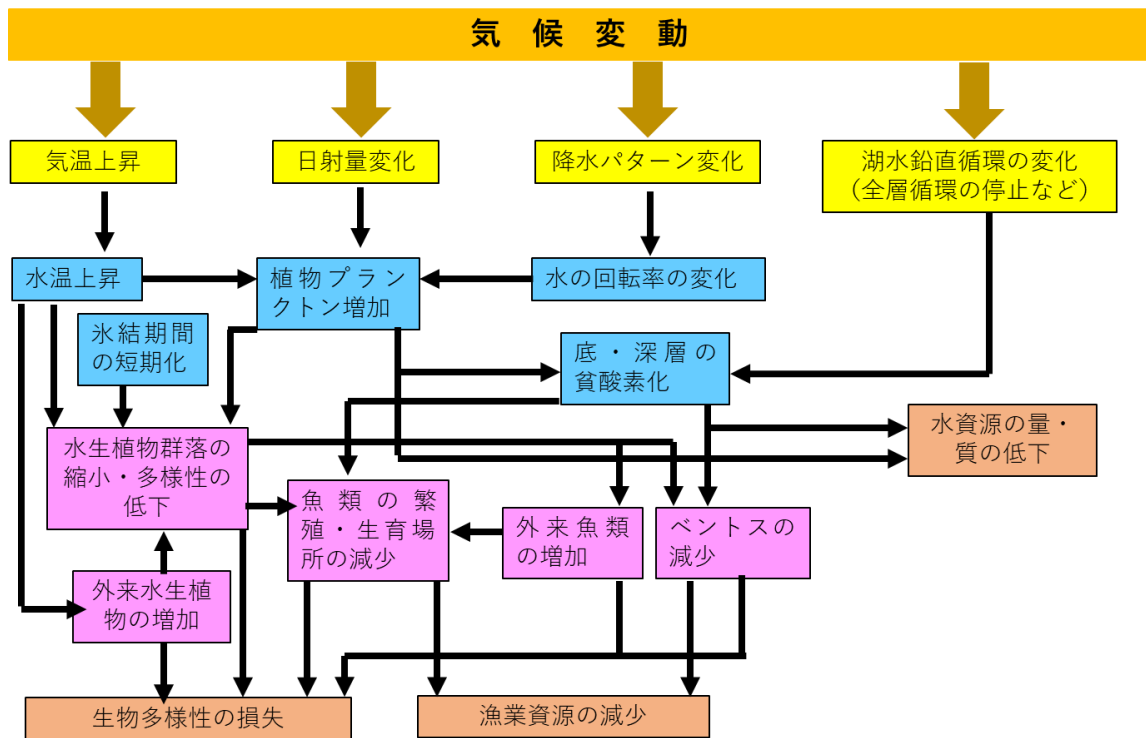 気候変動
気温上昇
日射量変化
降水パターン変化
湖水鉛直循環の変化
（全層循環の停止など）
水温上昇
植物プラン
クトン増加
水の回転率の変化
氷結期間
の短期化
底・深層の
貧酸素化
水資源の量・
質の低下
水生植物群落の
縮小・多様性の
低下
魚類の繁
殖・生育場
所の減少
外来魚類
の増加
ベントスの
減少
外来水生植
物の増加
生物多様性の損失
漁業資源の減少